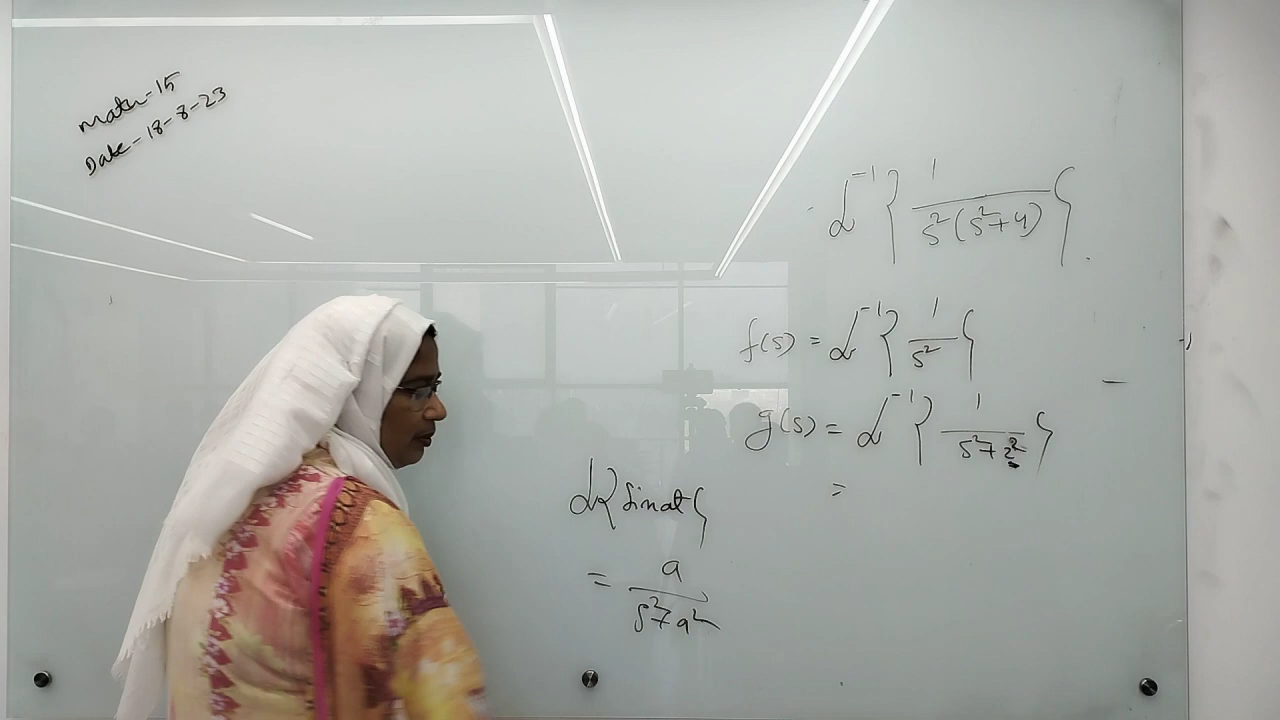 Math-15
Date-18-8-23
ℒ⁻¹{ 1/(s²(s²+4)) }
f(s) = ℒ⁻¹{ 1/s² }
g(s) = ℒ⁻¹{ 1/(s²+2²) }
=
ℒ{ sinat }
= a/(s²+a²)